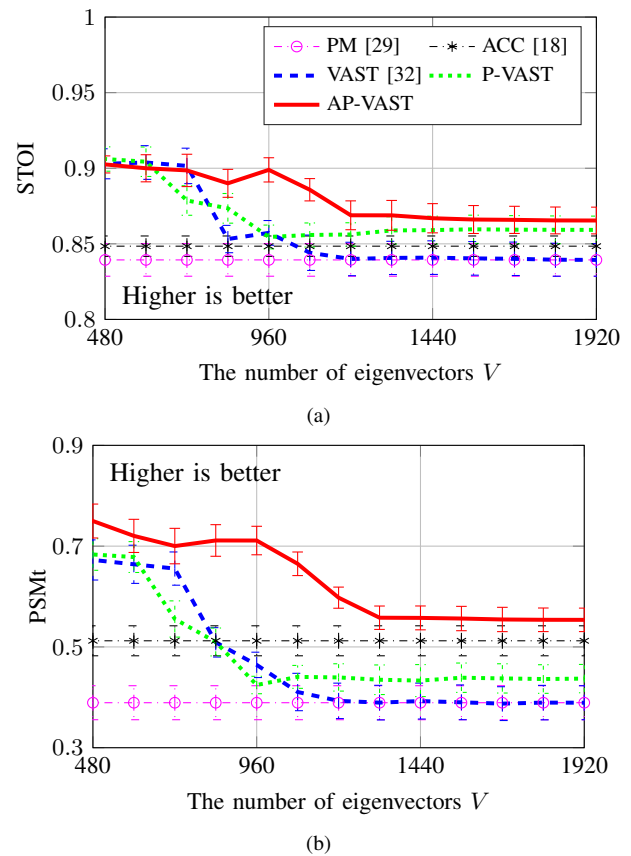 1
0.95
0.9
0.85
0.8
STOI
PM [29] ACC [18]
VAST [32] P-VAST
AP-VAST
Higher is better
480 960 1440 1920
The number of eigenvectors V
(a)
0.9
0.7
0.5
0.3
PSMt
Higher is better
480 960 1440 1920
The number of eigenvectors V
(b)